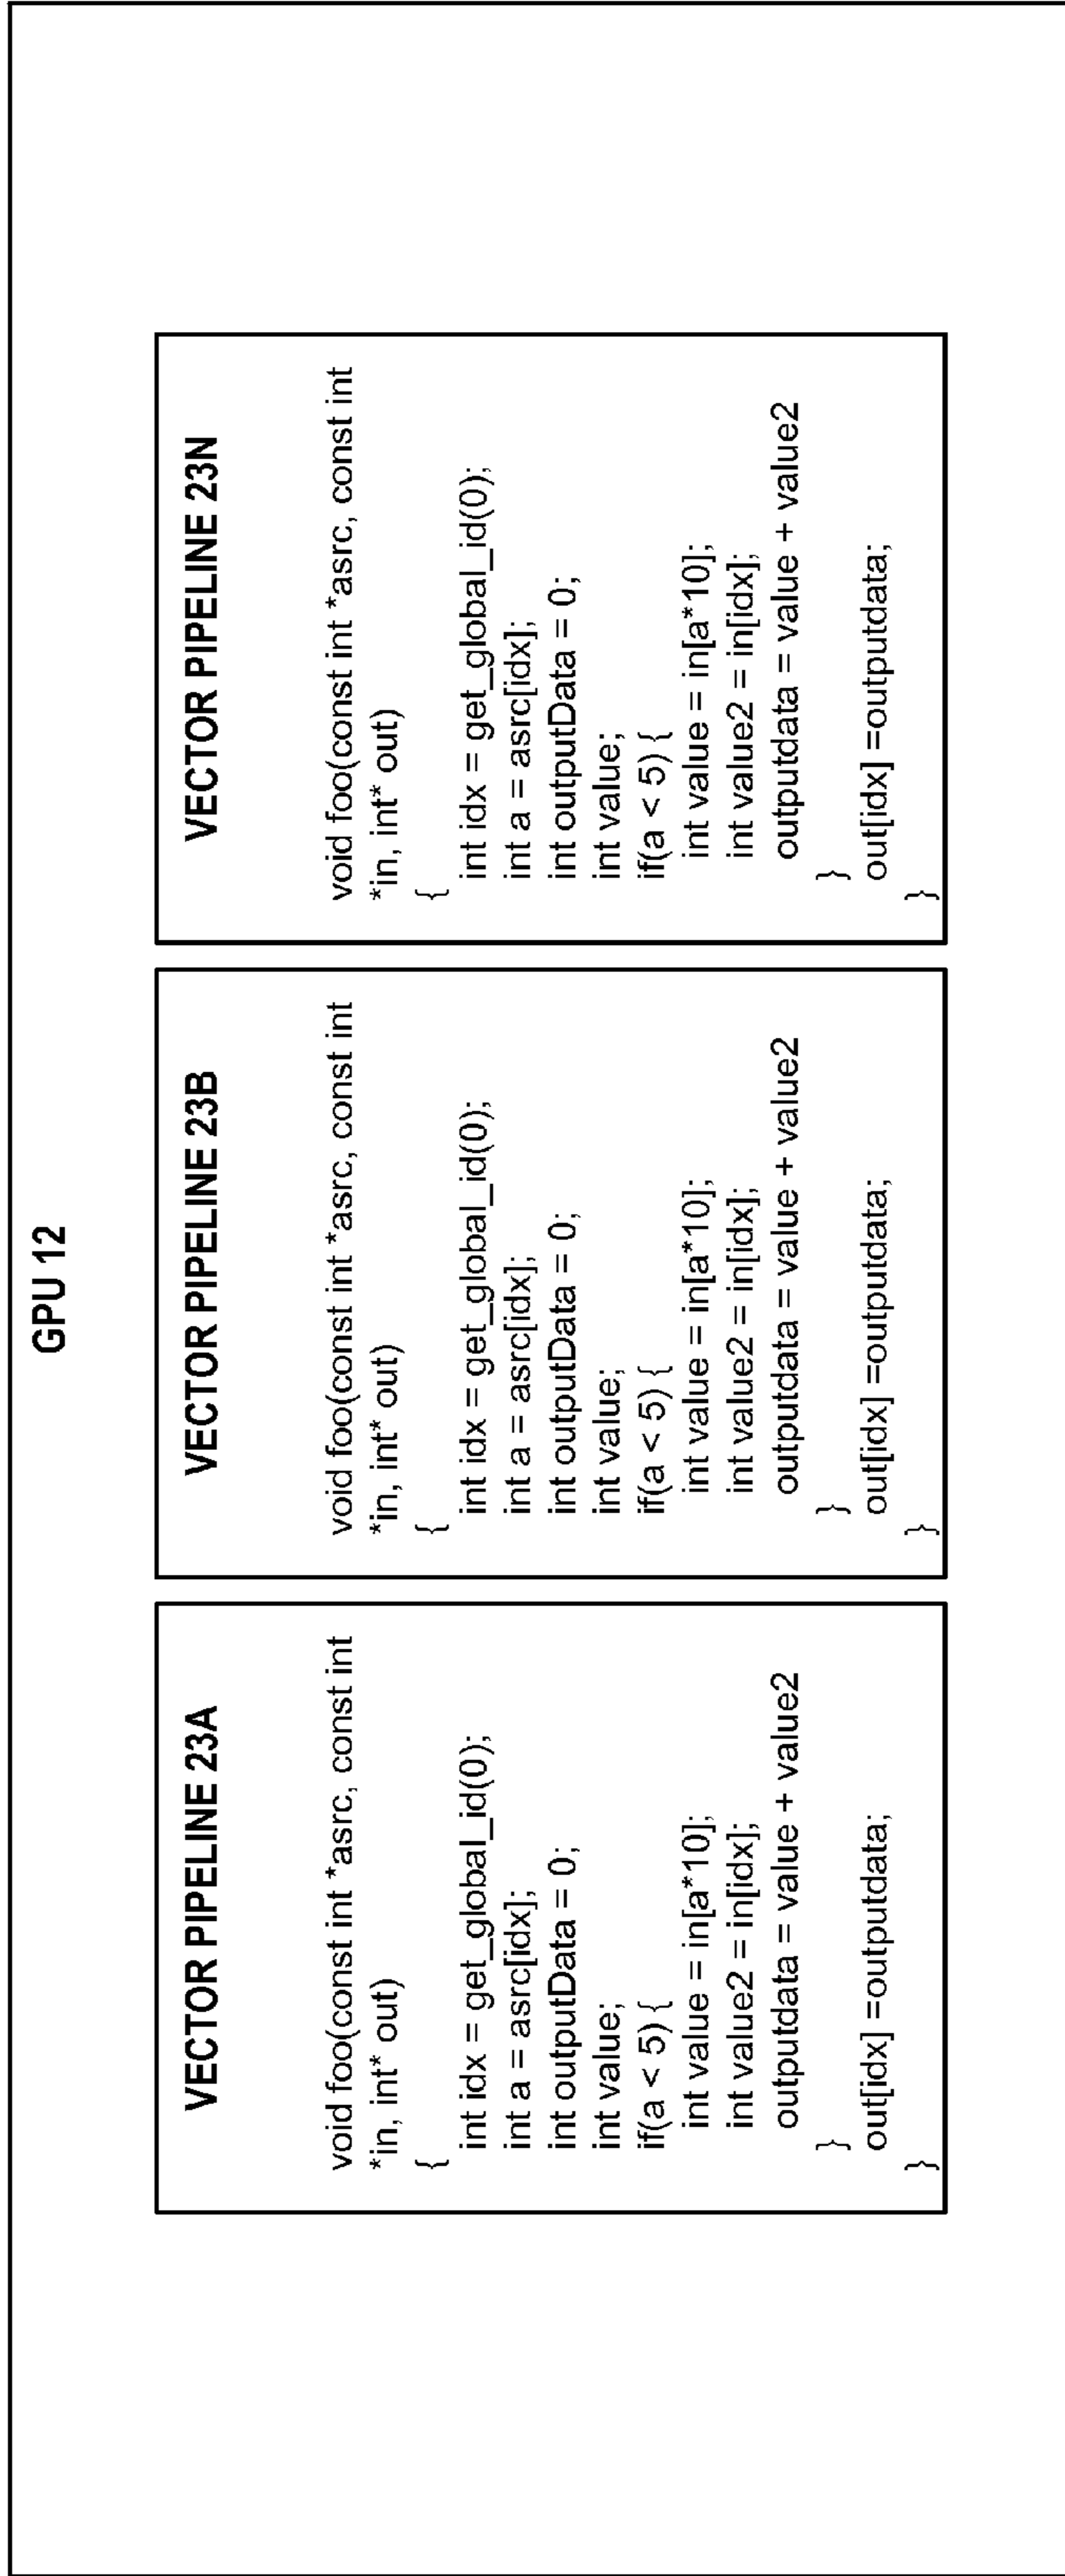 GPU 12
VECTOR PIPELINE 23A
void foo(const int *asrc, const int
*in, int* out)
{
int idx = get_global_id(0);
int a = asrc[idx];
int outputData = 0;
int value;
if(a < 5) {
int value = in[a*10];
int value2 = in[idx];
outputdata = value + value2
}
out[idx] =outputdata;
}
VECTOR PIPELINE 23B
void foo(const int *asrc, const int
*in, int* out)
{
int idx = get_global_id(0);
int a = asrc[idx];
int outputData = 0;
int value;
if(a < 5) {
int value = in[a*10];
int value2 = in[idx];
outputdata = value + value2
}
out[idx] =outputdata;
}
VECTOR PIPELINE 23N
void foo(const int *asrc, const int
*in, int* out)
{
int idx = get_global_id(0);
int a = asrc[idx];
int outputData = 0;
int value;
if(a < 5) {
int value = in[a*10];
int value2 = in[idx];
outputdata = value + value2
}
out[idx] =outputdata;
}